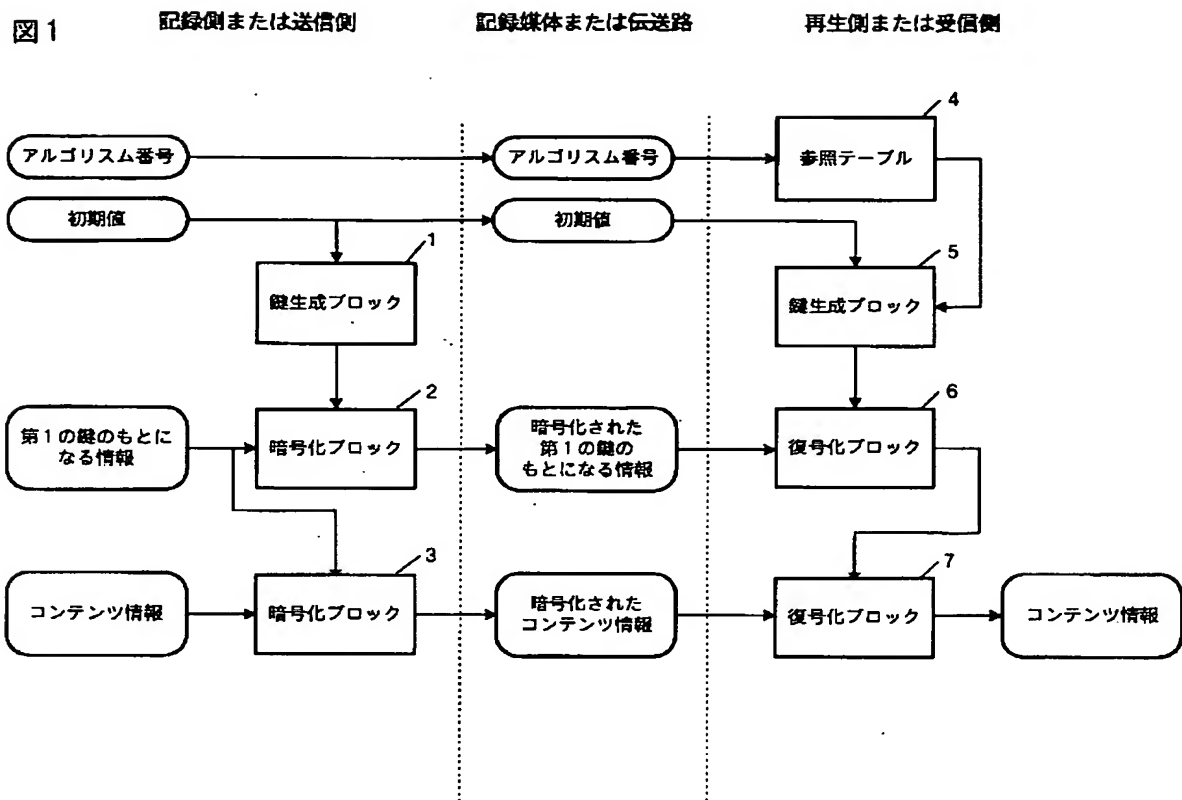 図1
記録側または送信側
記録媒体または伝送路
再生側または受信側
4
アルゴリスム番号
アルゴリスム番号
参照テーブル
初期値
初期値
1
5
鍵生成ブロック
鍵生成ブロック
2
6
第1の鍵のもとに
なる情報
暗号化ブロック
暗号化された
第1の鍵の
もとになる情報
復号化ブロック
3
7
コンテンツ情報
暗号化ブロック
暗号化された
コンテンツ情報
復号化ブロック
コンテンツ情報